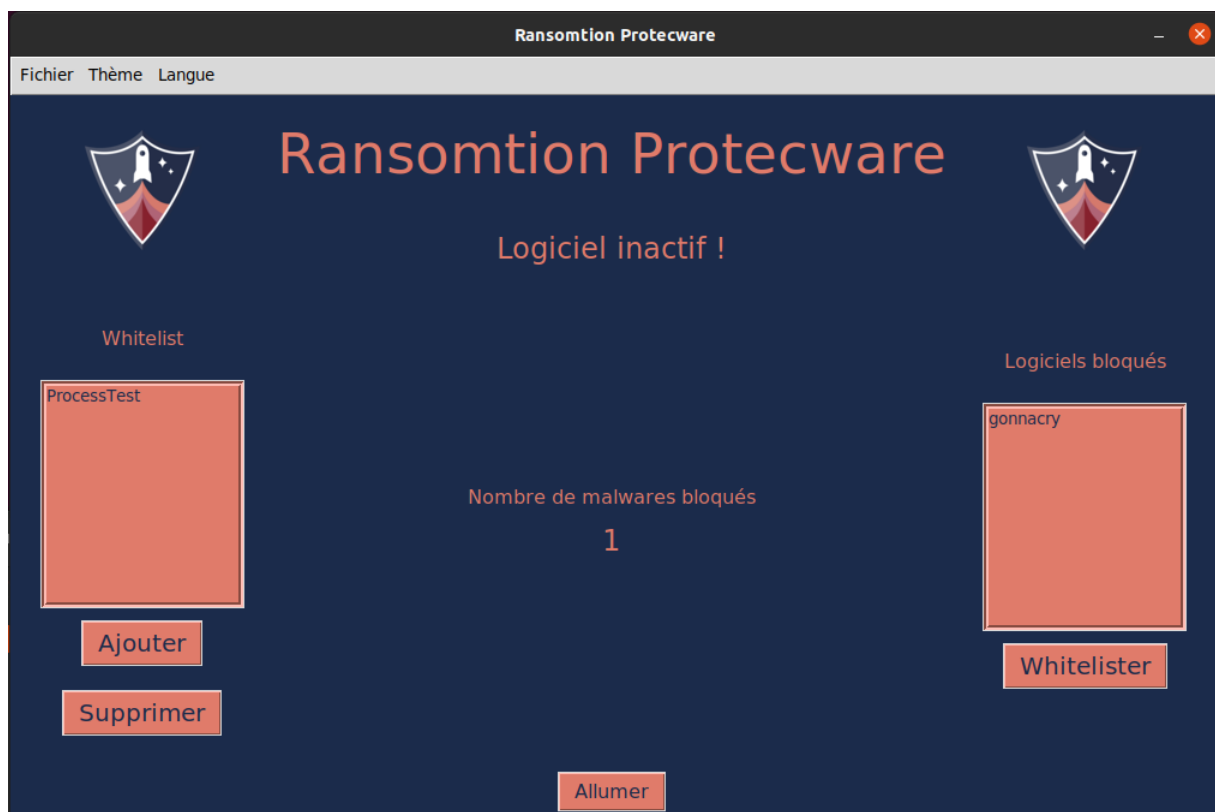 Ransomtion Protecware
Fichier Thème Langue
Ransomtion Protecware
Logiciel inactif !
Whitelist
ProcessTest
Ajouter
Supprimer
Nombre de malwares bloqués
1
Logiciels bloqués
gonnacry
Whitelister
Allumer